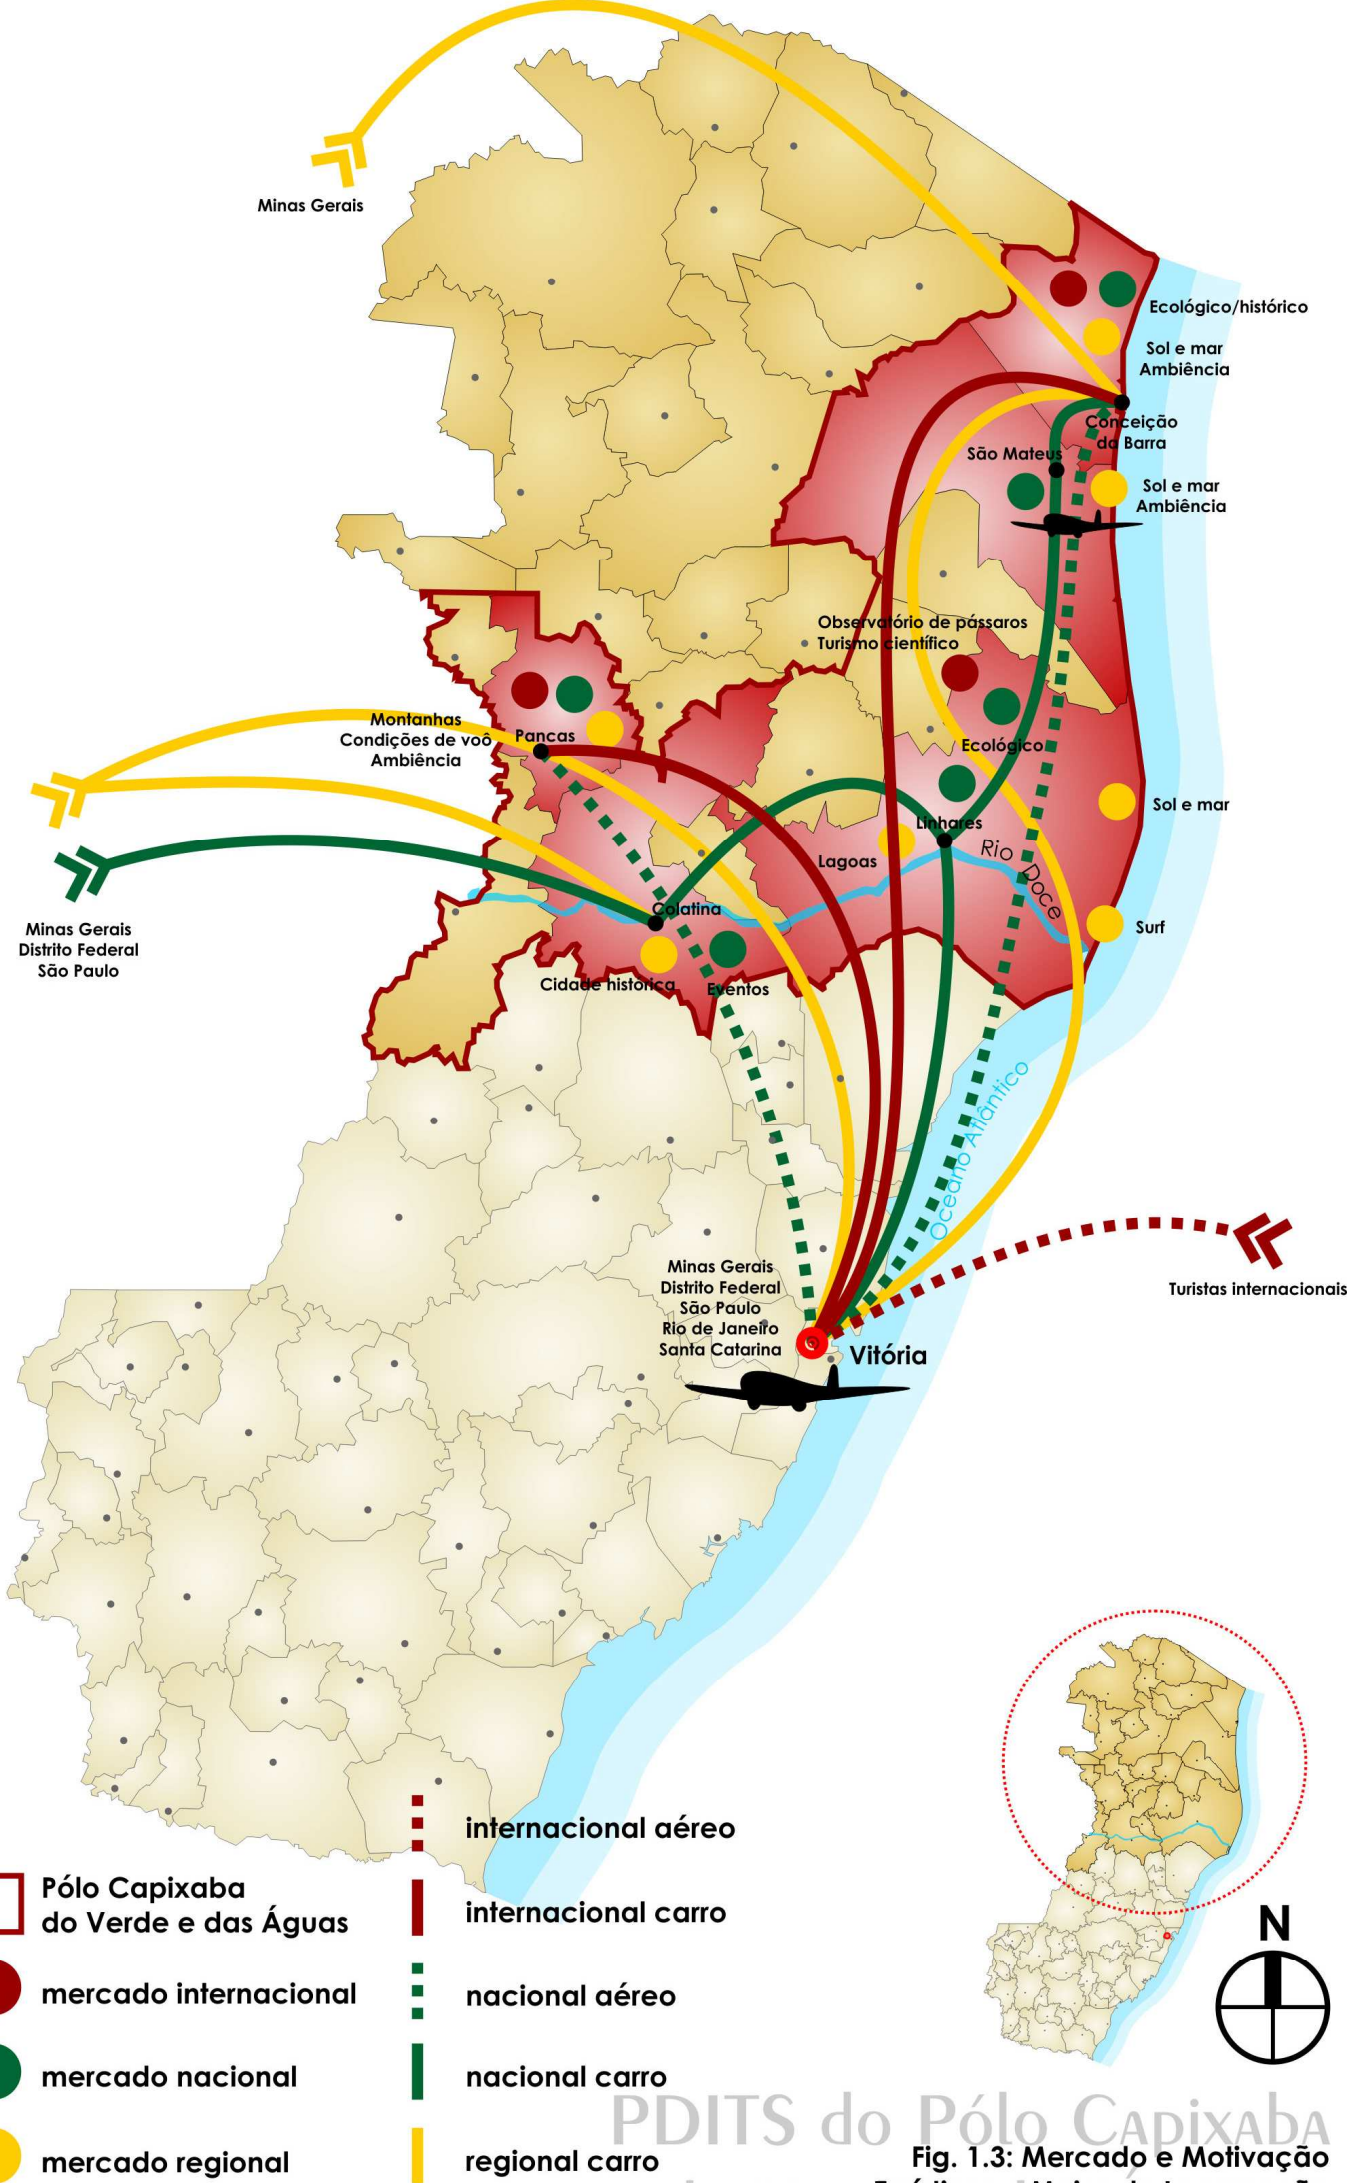 Minas Gerais
Ecológico/histórico
Sol e mar
Ambiência
Conceição
da Barra
São Mateus
Sol e mar
Ambiência
Observatório de pássaros
Turismo científico
Montanhas
Condições de voô
Ambiência
Pancas
Ecológico
Sol e mar
Linhares
Lagoas
Rio Doce
Colatina
Surf
Minas Gerais
Distrito Federal
São Paulo
Cidade histórica
Eventos
Oceano Atlântico
Minas Gerais
Distrito Federal
São Paulo
Rio de Janeiro
Santa Catarina
Turistas internacionais
Vitória
internacional aéreo
Pólo Capixaba
do Verde e das Águas
internacional carro
N
mercado internacional
nacional aéreo
mercado nacional
nacional carro
PDITS do Pólo Capixaba
Fig. 1.3: Mercado e Motivação
mercado regional
regional carro